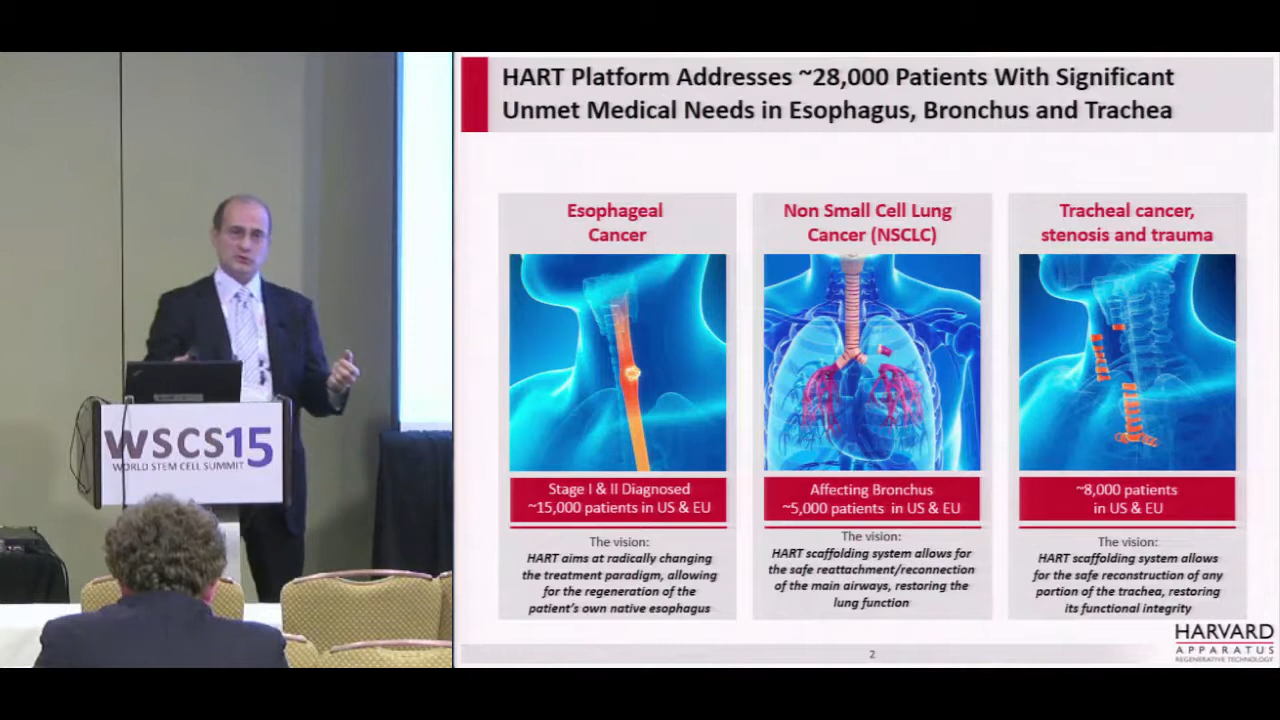 HART Platform Addresses ~28,000 Patients With Significant
Unmet Medical Needs in Esophagus, Bronchus and Trachea
Esophageal
Cancer
Stage I & II Diagnosed
~15,000 patients in US & EU
The vision:
HART aims at radically changing
the treatment paradigm, allowing
for the regeneration of the
patient's own native esophagus
Non Small Cell Lung
Cancer (NSCLC)
Affecting Bronchus
~5,000 patients in US & EU
The vision:
HART scaffolding system allows for
the safe reattachment/reconnection
of the main airways, restoring the
lung function
Tracheal cancer,
stenosis and trauma
~8,000 patients
in US & EU
The vision:
HART scaffolding system allows
for the safe reconstruction of any
portion of the trachea, restoring
its functional integrity
2
HARVARD
APPARATUS
REGENERATIVE TECHNOLOGY
WSCS15
WORLD STEM CELL SUMMIT